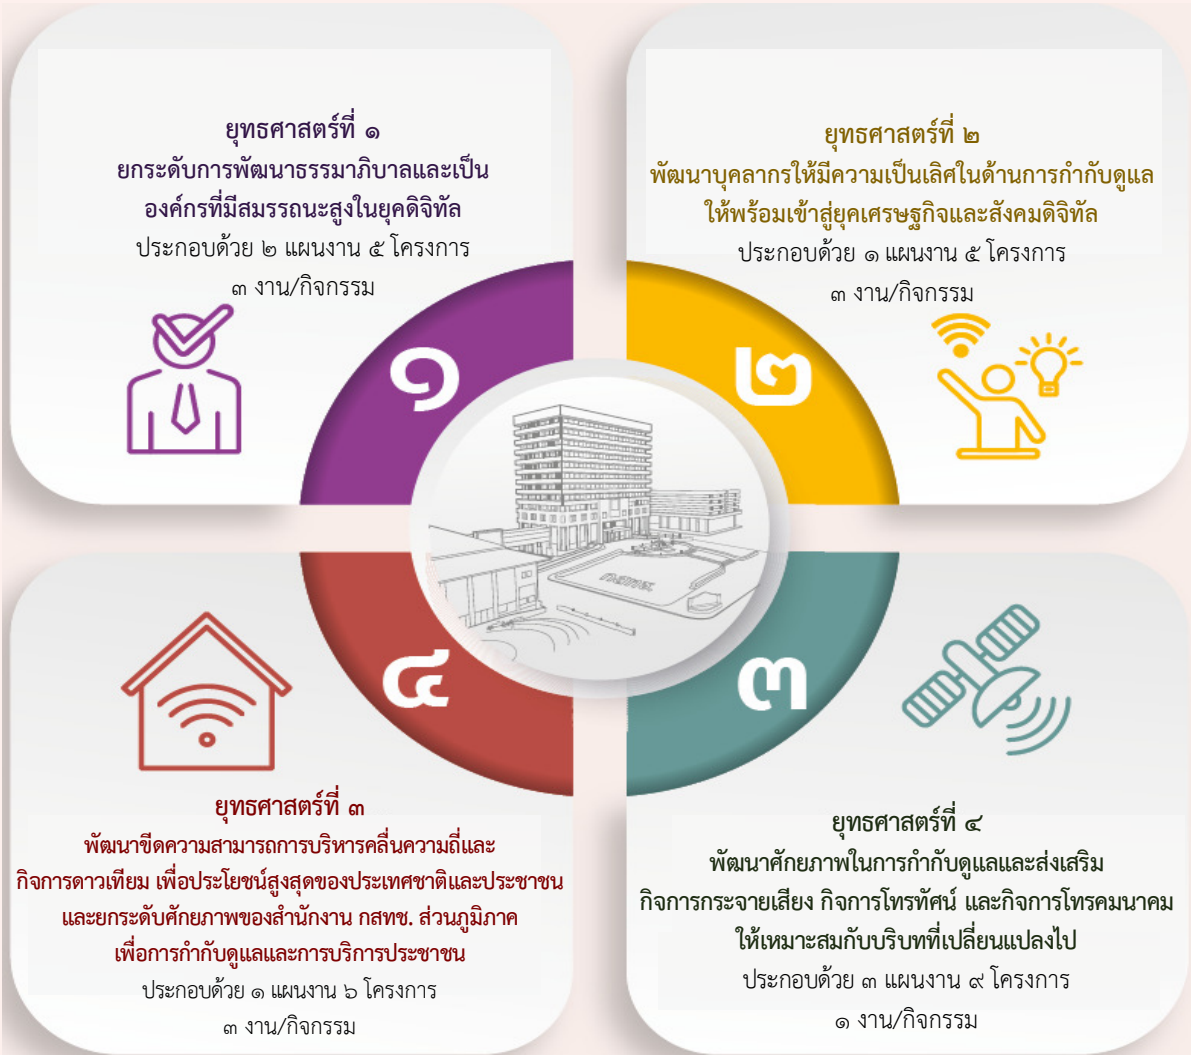 ยุทธศาสตร์ที่ ๑
ยกระดับการพัฒนาธรรมาภิบาลและเป็น
องค์กรที่มีสมรรถนะสูงในยุคดิจิทัล
ประกอบด้วย ๒ แผนงาน ๕ โครงการ
๓ งาน/กิจกรรม
ยุทธศาสตร์ที่ ๒
พัฒนาบุคลากรให้มีความเป็นเลิศในด้านการกำกับดูแล
ให้พร้อมเข้าสู่ยุคเศรษฐกิจและสังคมดิจิทัล
ประกอบด้วย ๑ แผนงาน ๕ โครงการ
๓ งาน/กิจกรรม
๑
๒
กสทช.
๔
๓
ยุทธศาสตร์ที่ ๓
พัฒนาขีดความสามารถการบริหารคลื่นความถี่และ
กิจการดาวเทียม เพื่อประโยชน์สูงสุดของประเทศชาติและประชาชน
และยกระดับศักยภาพของสำนักงาน กสทช. ส่วนภูมิภาค
เพื่อการกำกับดูแลและการบริการประชาชน
ประกอบด้วย ๑ แผนงาน ๖ โครงการ
๓ งาน/กิจกรรม
ยุทธศาสตร์ที่ ๔
พัฒนาศักยภาพในการกำกับดูแลและส่งเสริม
กิจการกระจายเสียง กิจการโทรทัศน์ และกิจการโทรคมนาคม
ให้เหมาะสมกับบริบทที่เปลี่ยนแปลงไป
ประกอบด้วย ๓ แผนงาน ๙ โครงการ
๑ งาน/กิจกรรม